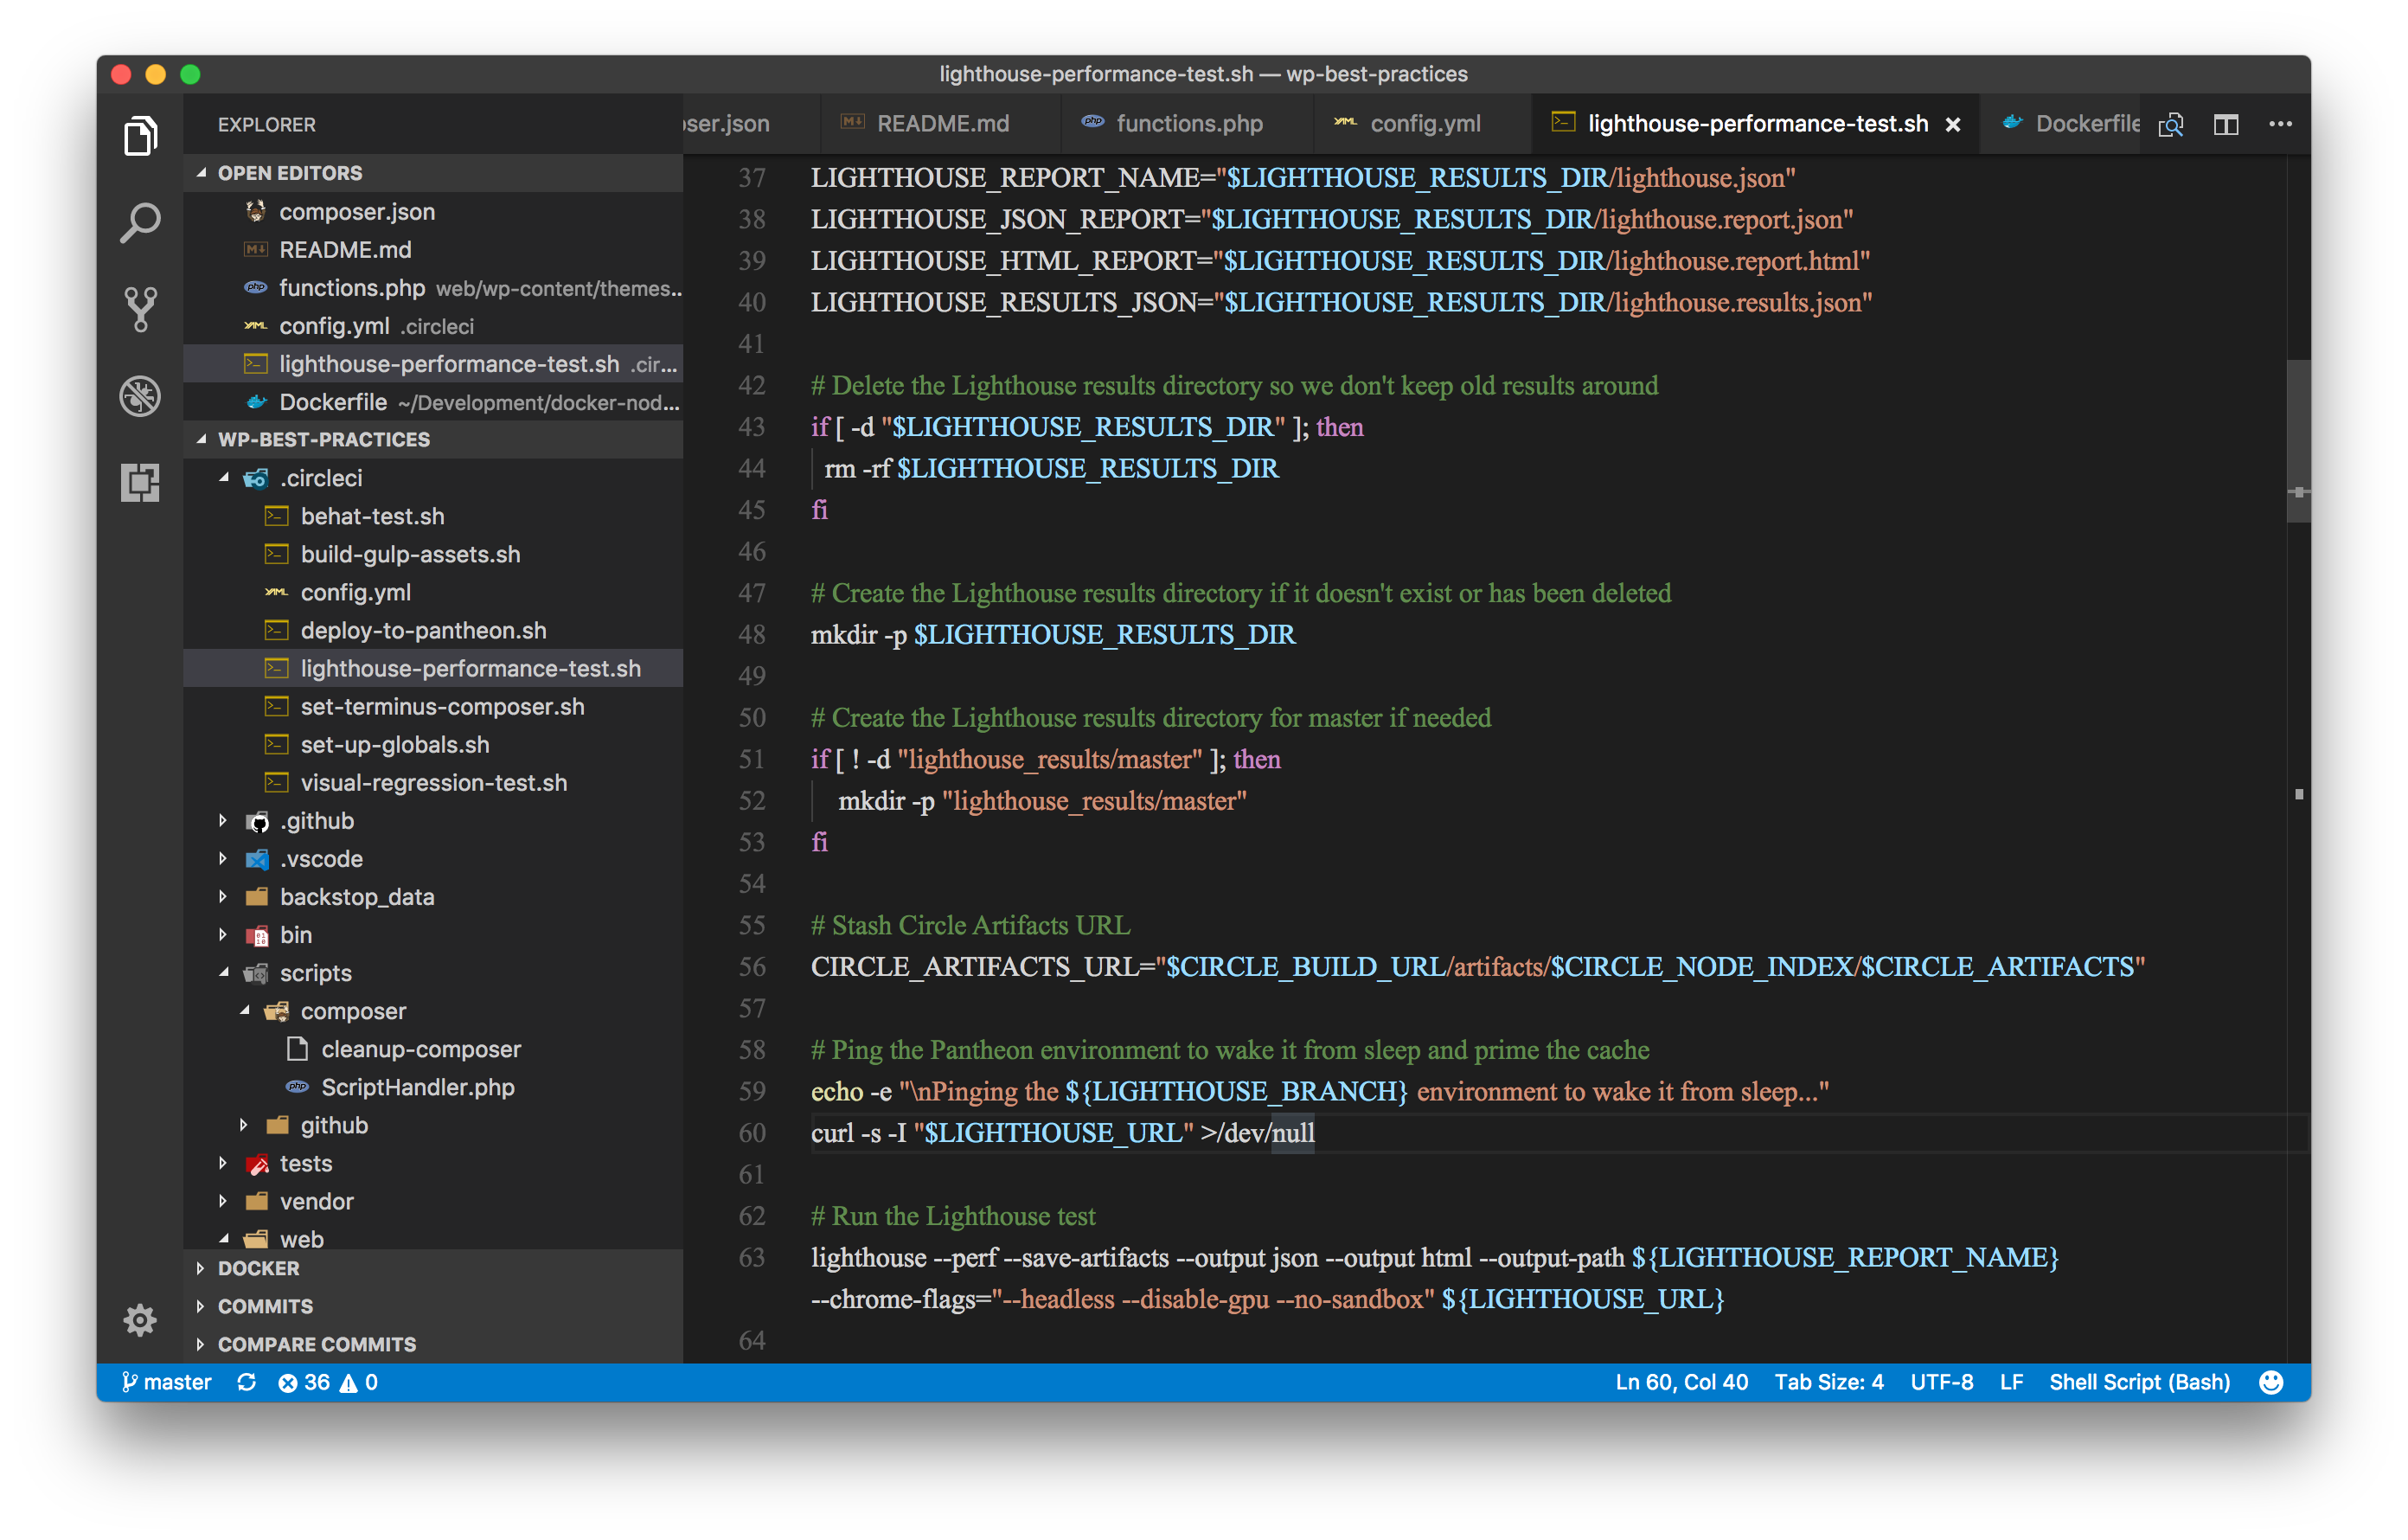 lighthouse-performance-test.sh — wp-best-practices
EXPLORER
OPEN EDITORS
composer.json
README.md
functions.php web/wp-content/themes...
config.yml .circleci
lighthouse-performance-test.sh .cir...
Dockerfile ~/Development/docker-nod...
WP-BEST-PRACTICES
.circleci
behat-test.sh
build-gulp-assets.sh
config.yml
deploy-to-pantheon.sh
lighthouse-performance-test.sh
set-terminus-composer.sh
set-up-globals.sh
visual-regression-test.sh
.github
.vscode
backstop_data
bin
scripts
composer
cleanup-composer
ScriptHandler.php
github
tests
vendor
web
DOCKER
COMMITS
COMPARE COMMITS
ser.json README.md functions.php config.yml lighthouse-performance-test.sh Dockerfile
37 LIGHTHOUSE_REPORT_NAME="$LIGHTHOUSE_RESULTS_DIR/lighthouse.json"
38 LIGHTHOUSE_JSON_REPORT="$LIGHTHOUSE_RESULTS_DIR/lighthouse.report.json"
39 LIGHTHOUSE_HTML_REPORT="$LIGHTHOUSE_RESULTS_DIR/lighthouse.report.html"
40 LIGHTHOUSE_RESULTS_JSON="$LIGHTHOUSE_RESULTS_DIR/lighthouse.results.json"
41
42 # Delete the Lighthouse results directory so we don't keep old results around
43 if [ -d "$LIGHTHOUSE_RESULTS_DIR" ]; then
44 rm -rf $LIGHTHOUSE_RESULTS_DIR
45 fi
46
47 # Create the Lighthouse results directory if it doesn't exist or has been deleted
48 mkdir -p $LIGHTHOUSE_RESULTS_DIR
49
50 # Create the Lighthouse results directory for master if needed
51 if [ ! -d "lighthouse_results/master" ]; then
52 mkdir -p "lighthouse_results/master"
53 fi
54
55 # Stash Circle Artifacts URL
56 CIRCLE_ARTIFACTS_URL="$CIRCLE_BUILD_URL/artifacts/$CIRCLE_NODE_INDEX/$CIRCLE_ARTIFACTS"
57
58 # Ping the Pantheon environment to wake it from sleep and prime the cache
59 echo -e "\nPinging the ${LIGHTHOUSE_BRANCH} environment to wake it from sleep..."
60 curl -s -I "$LIGHTHOUSE_URL" >/dev/null
61
62 # Run the Lighthouse test
63 lighthouse --perf --save-artifacts --output json --output html --output-path ${LIGHTHOUSE_REPORT_NAME}
--chrome-flags="--headless --disable-gpu --no-sandbox" ${LIGHTHOUSE_URL}
64
master 36 0 Ln 60, Col 40 Tab Size: 4 UTF-8 LF Shell Script (Bash)